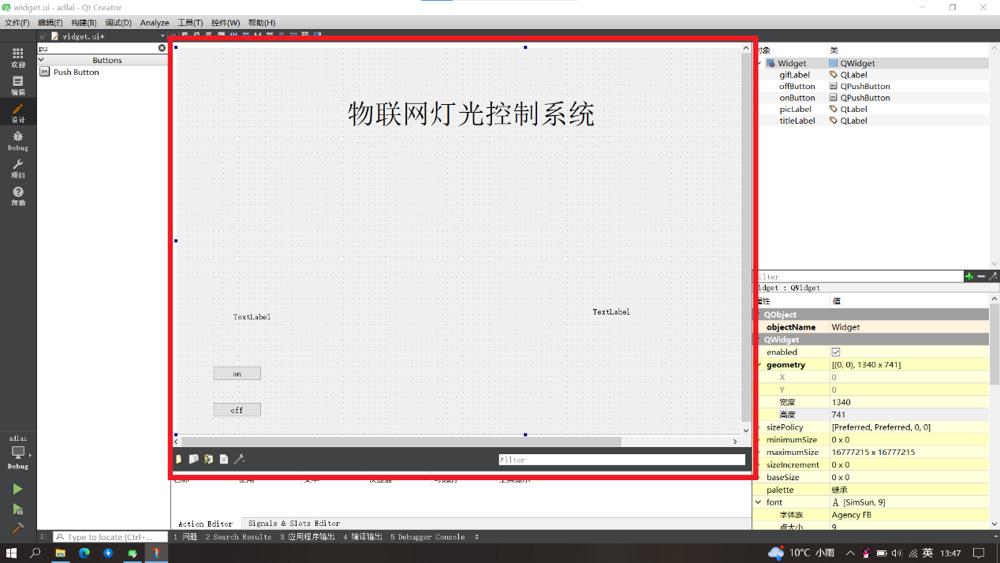 widget.ui - adlai - Qt Creator
文件(F) 编辑(E) 构建(B) 调试(D) Analyze 工具(T) 控件(W) 帮助(H)
widget.ui*
pu
Buttons
Push Button
欢迎
编辑
设计
Debug
项目
帮助
adlai
Debug
物联网灯光控制系统
TextLabel
TextLabel
on
off
Filter
Action Editor Signals & Slots Editor
对象 类
Widget QWidget
gifLabel QLabel
offButton QPushButton
onButton QPushButton
picLabel QLabel
titleLabel QLabel
ilter
idget : QWidget
属性 值
QObject
objectName Widget
QWidget
enabled
geometry [(0, 0), 1340 x 741]
X 0
Y 0
宽度 1340
高度 741
sizePolicy [Preferred, Preferred, 0, 0]
minimumSize 0 x 0
maximumSize 16777215 x 16777215
sizeIncrement 0 x 0
baseSize 0 x 0
palette 继承
font A [SimSun, 9]
字体族 Agency FB
点大小 9
Type to locate (Ctrl+...
1 问题 2 Search Results 3 应用程序输出 4 编译输出 5 Debugger Console
10°C 小雨
英
13:47